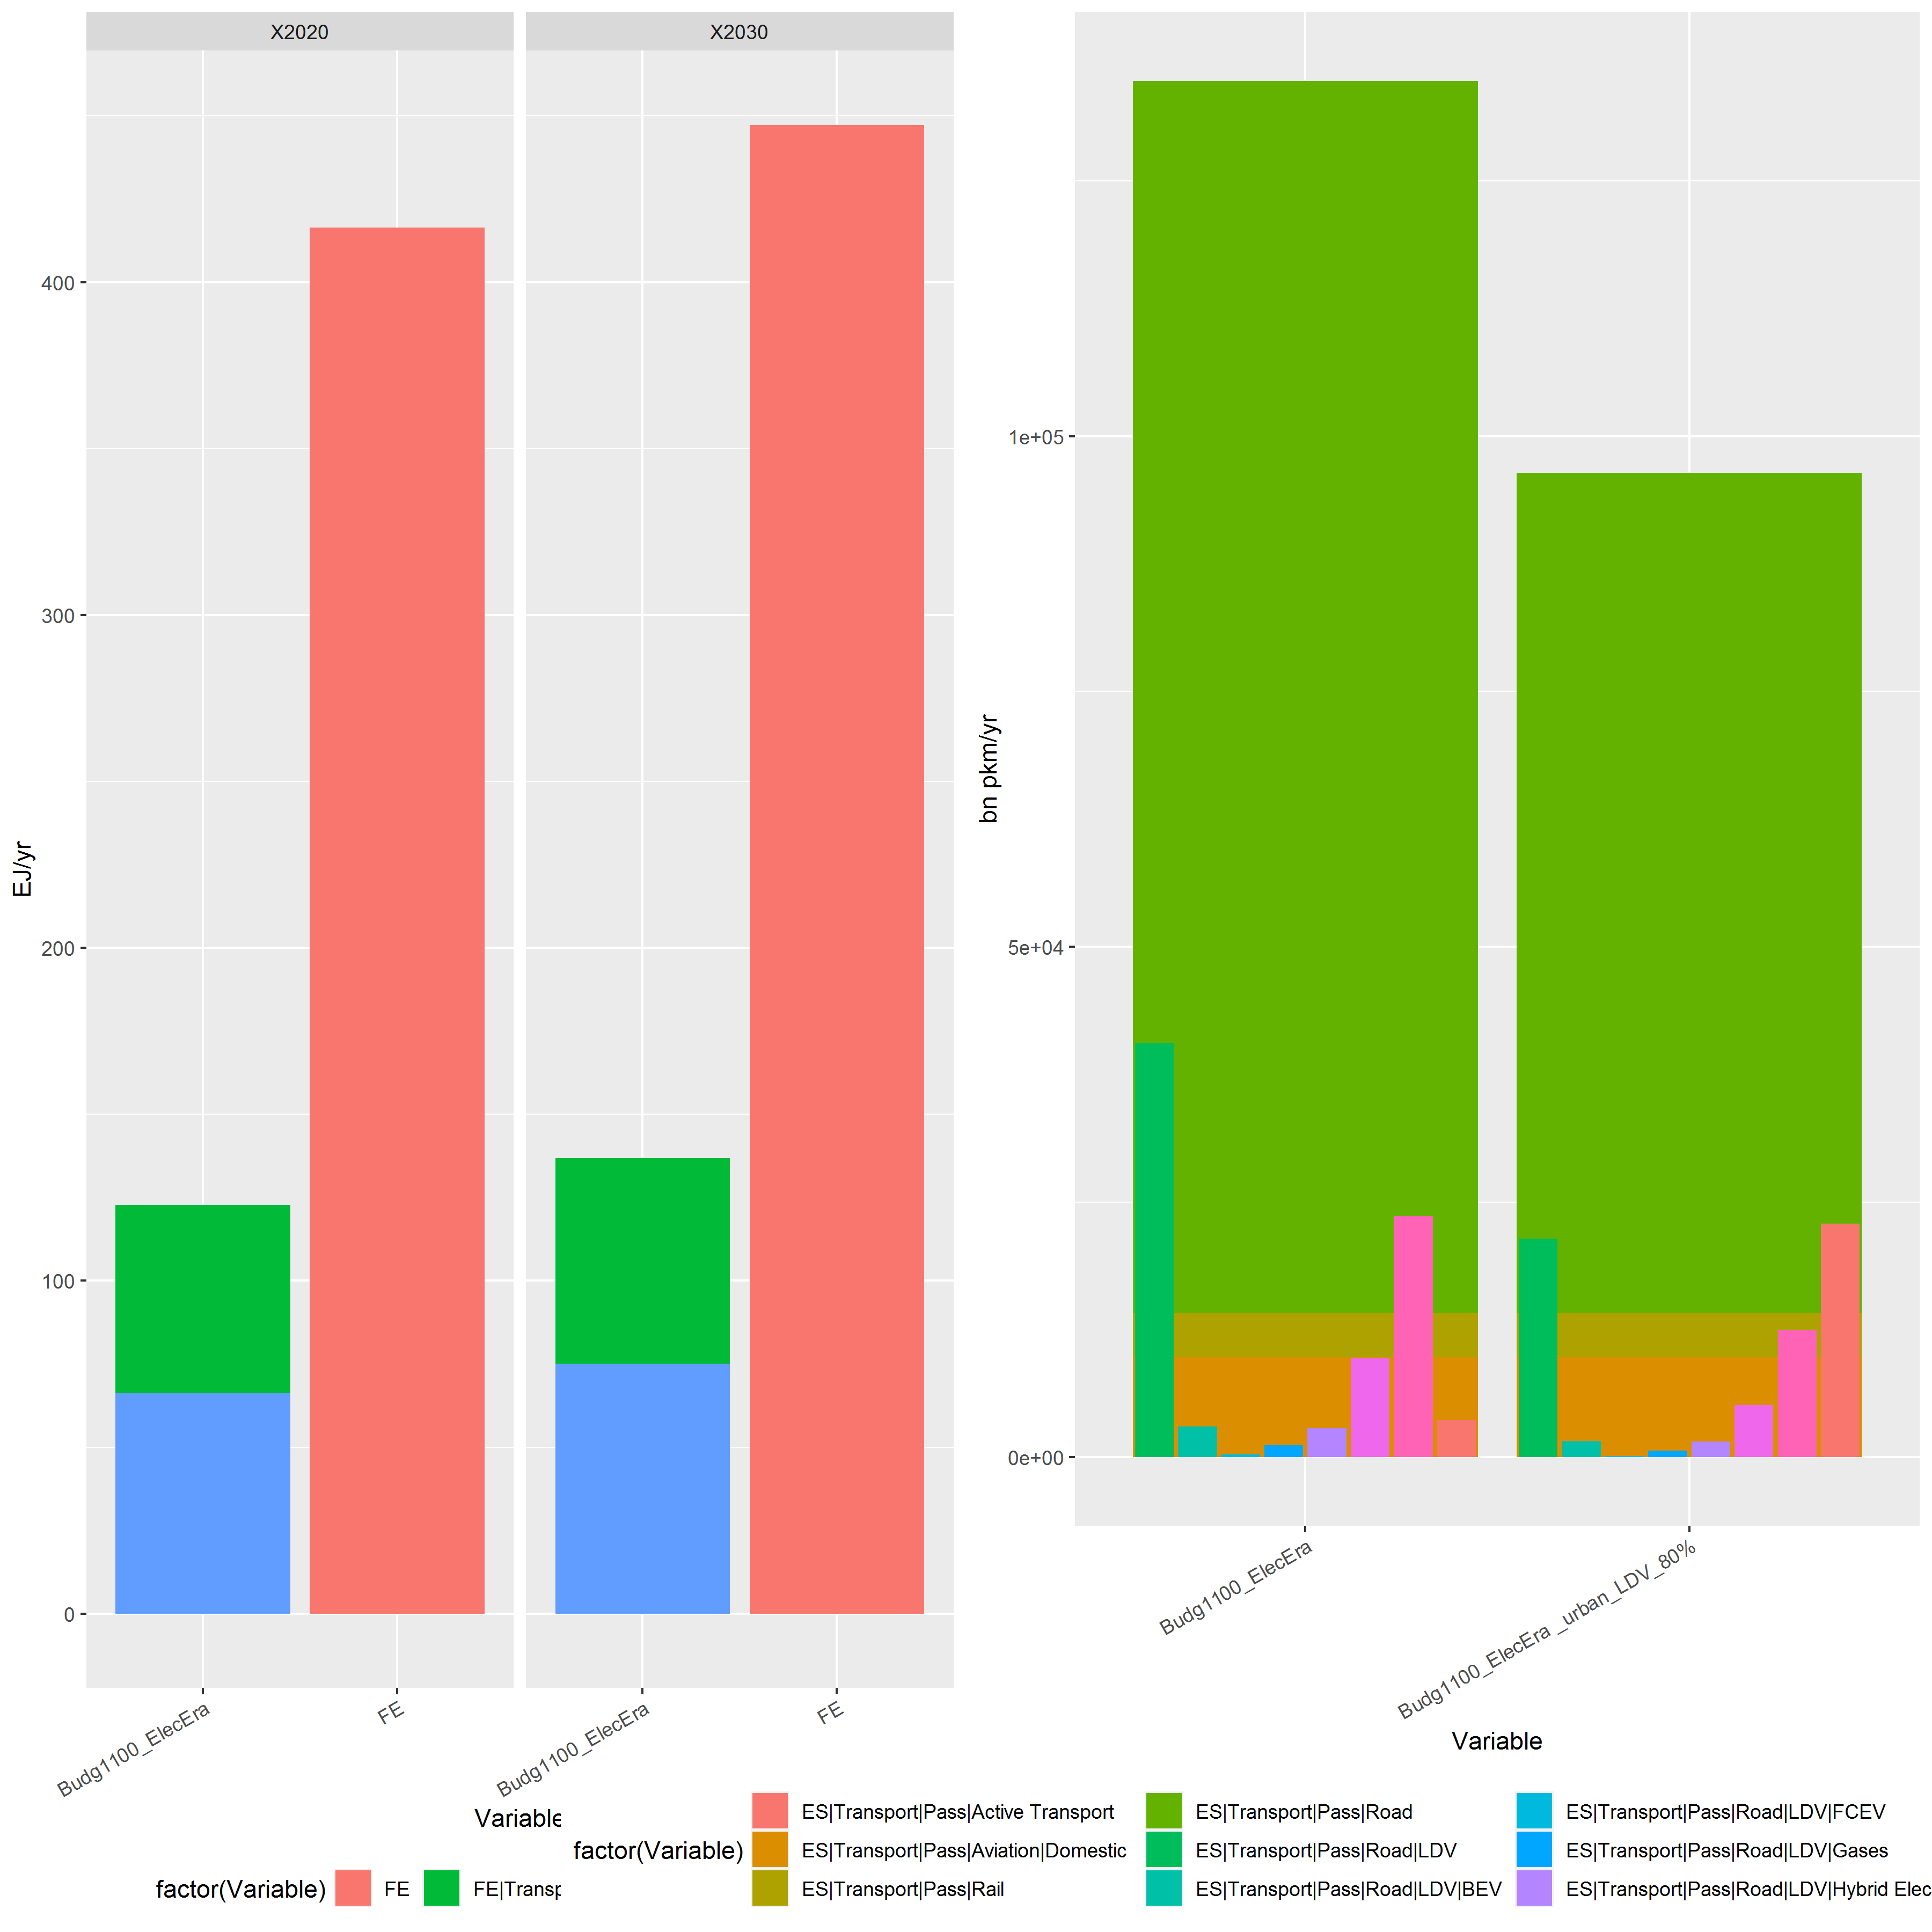 X2020
X2030
EJ/yr
400
300
200
100
0
Budg1100_ElecEra
FE
Budg1100_ElecEra
FE
Variable
factor(Variable)
FE
FE|Transp
bn pkm/yr
1e+05
5e+04
0e+00
Budg1100_ElecEra
Budg1100_ElecEra _urban_LDV_80%
Variable
factor(Variable)
ES|Transport|Pass|Active Transport
ES|Transport|Pass|Aviation|Domestic
ES|Transport|Pass|Rail
ES|Transport|Pass|Road
ES|Transport|Pass|Road|LDV
ES|Transport|Pass|Road|LDV|BEV
ES|Transport|Pass|Road|LDV|FCEV
ES|Transport|Pass|Road|LDV|Gases
ES|Transport|Pass|Road|LDV|Hybrid Elec